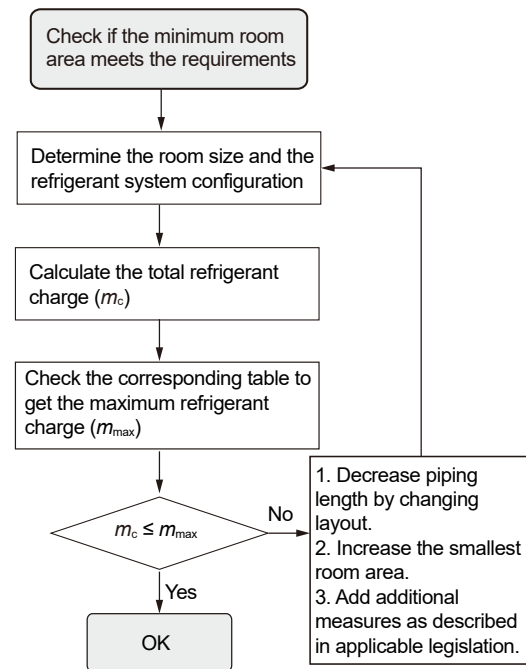 Check if the minimum room
area meets the requirements
Determine the room size and the
refrigerant system configuration
Calculate the total refrigerant
charge (mc)
Check the corresponding table to
get the maximum refrigerant
charge (mmax)
mc ≤ mmax
No
Yes
OK
1. Decrease piping
length by changing
layout.
2. Increase the smallest
room area.
3. Add additional
measures as described
in applicable legislation.